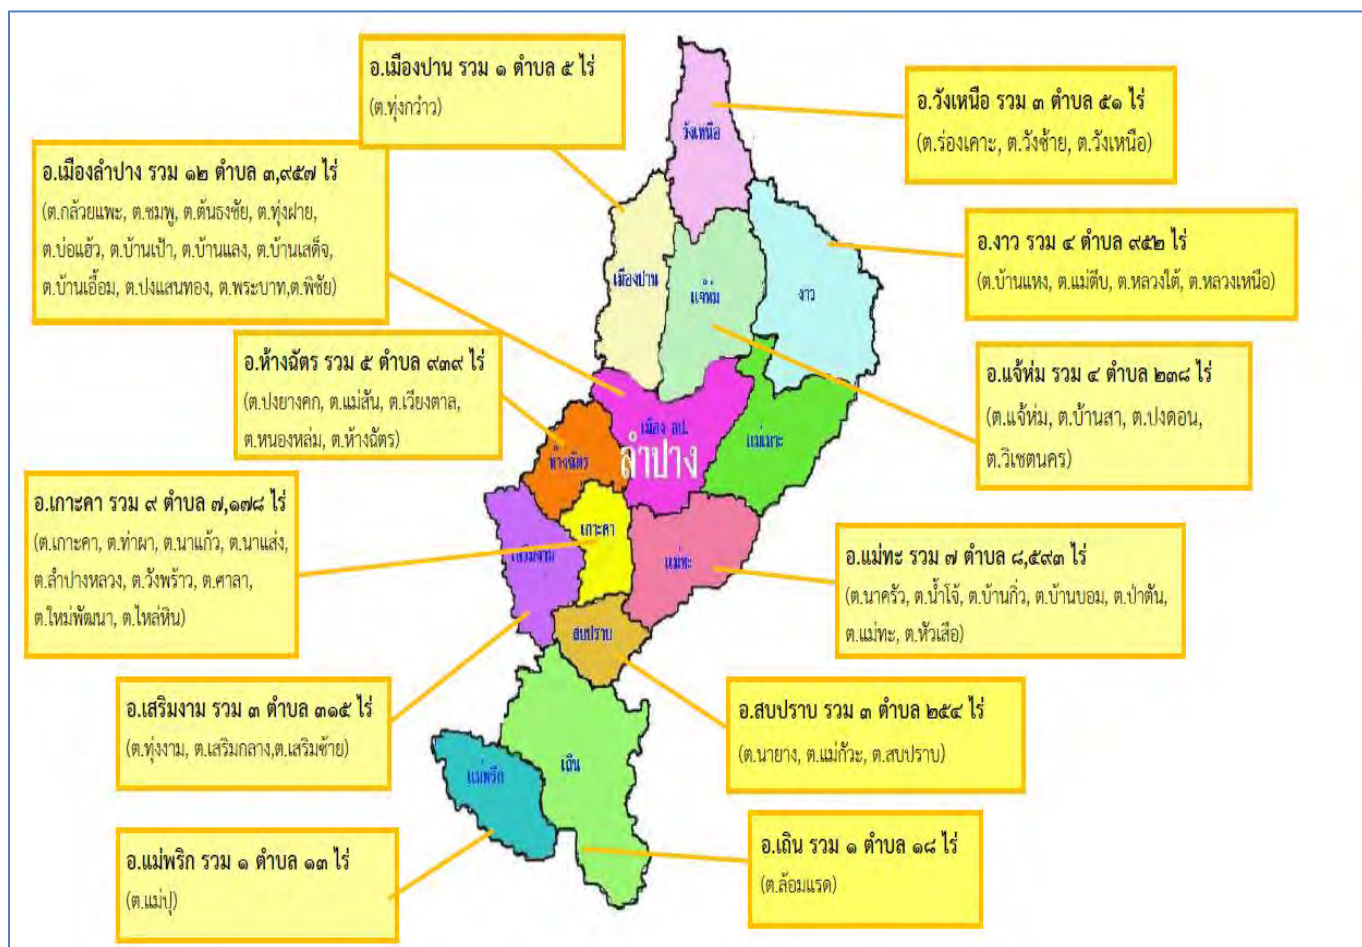 อ.เมืองปาน รวม ๑ ตำบล ๕ ไร่
(ต.ทุ่งกว๋าว)
อ.วังเหนือ รวม ๓ ตำบล ๕๑ ไร่
(ต.ร่องเคาะ, ต.วังซ้าย, ต.วังเหนือ)
อ.เมืองลำปาง รวม ๑๒ ตำบล ๓,๙๕๗ ไร่
(ต.กล้วยแพะ, ต.ชมพู, ต.ต้นธงชัย, ต.ทุ่งฝาย,
ต.บ่อแฮ้ว, ต.บ้านเป้า, ต.บ้านแลง, ต.บ้านเสด็จ,
ต.บ้านเอื้อม, ต.ปงแสนทอง, ต.พระบาท,ต.พิชัย)
อ.งาว รวม ๔ ตำบล ๙๕๒ ไร่
(ต.บ้านแหง, ต.แม่ตีบ, ต.หลวงใต้, ต.หลวงเหนือ)
อ.ห้างฉัตร รวม ๕ ตำบล ๙๓๙ ไร่
(ต.ปงยางคก, ต.แม่สัน, ต.เวียงตาล,
ต.หนองหล่ม, ต.ห้างฉัตร)
อ.แจ้ห่ม รวม ๔ ตำบล ๒๓๘ ไร่
(ต.แจ้ห่ม, ต.บ้านสา, ต.ปงดอน,
ต.วิเชตนคร)
อ.เกาะคา รวม ๙ ตำบล ๗,๑๗๘ ไร่
(ต.เกาะคา, ต.ท่าผา, ต.นาแก้ว, ต.นาแส่ง,
ต.ลำปางหลวง, ต.วังพร้าว, ต.ศาลา,
ต.ใหม่พัฒนา, ต.ไหล่หิน)
อ.แม่ทะ รวม ๗ ตำบล ๘,๕๙๓ ไร่
(ต.นาครัว, ต.น้ำโจ้, ต.บ้านกิ่ว, ต.บ้านบอม, ต.ป่าตัน,
ต.แม่ทะ, ต.หัวเสือ)
อ.เสริมงาม รวม ๓ ตำบล ๓๑๕ ไร่
(ต.ทุ่งงาม, ต.เสริมกลาง,ต.เสริมซ้าย)
อ.สบปราบ รวม ๓ ตำบล ๒๕๔ ไร่
(ต.นายาง, ต.แม่กัวะ, ต.สบปราบ)
อ.แม่พริก รวม ๑ ตำบล ๑๓ ไร่
(ต.แม่ปุ)
อ.เถิน รวม ๑ ตำบล ๑๘ ไร่
(ต.ล้อมแรด)
วังเหนือ
เมืองปาน
แจ้ห่ม
งาว
เมือง ลป.
ลำปาง
แม่เมาะ
ห้างฉัตร
เกาะคา
เสริมงาม
แม่ทะ
สบปราบ
เถิน
แม่พริก